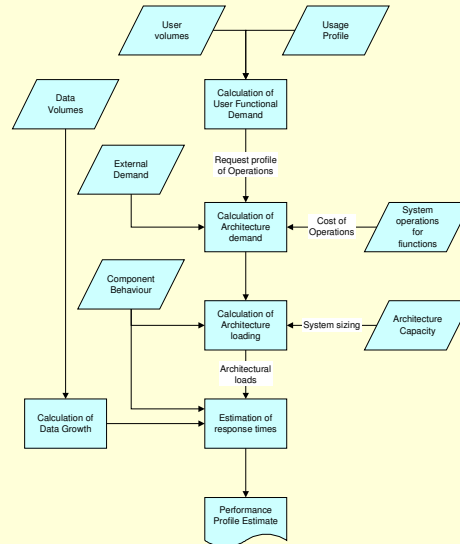 User
volumes
Usage
Profile
Data
Volumes
Calculation of
User Functional
Demand
Request profile
of Operations
External
Demand
Calculation of
Architecture
demand
Cost of
Operations
System
operations
for
fiunctions
Component
Behaviour
Calculation of
Architecture
loading
System sizing
Architecture
Capacity
Architectural
loads
Calculation of
Data Growth
Estimation of
response times
Performance
Profile Estimate